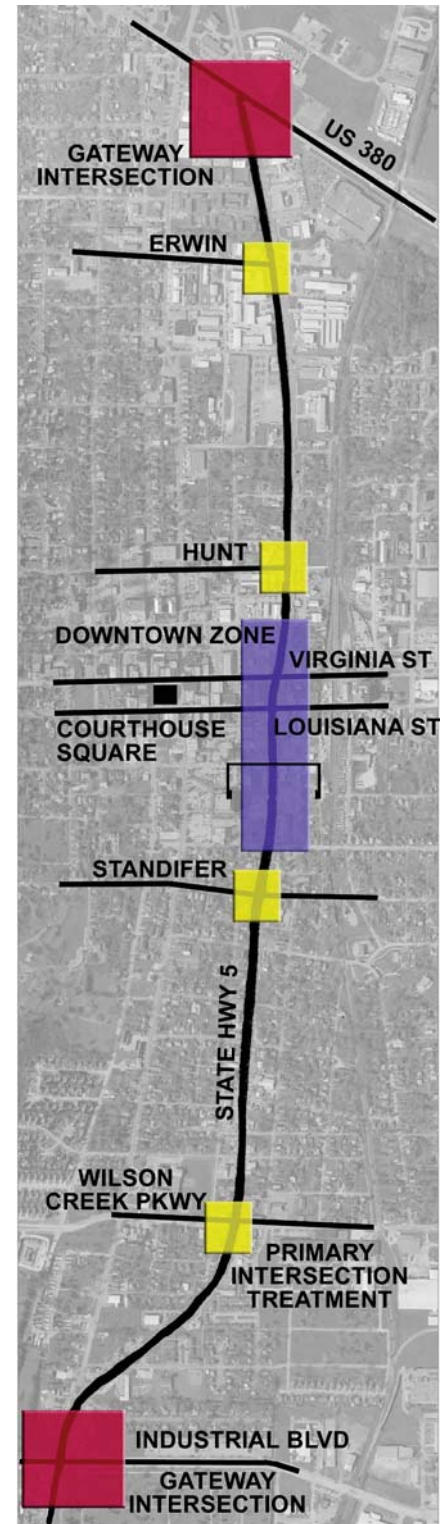 US 380
GATEWAY
INTERSECTION
ERWIN
HUNT
DOWNTOWN ZONE
VIRGINIA ST
COURTHOUSE
SQUARE
LOUISIANA ST
STANDIFER
STATE HWY 5
WILSON
CREEK PKWY
PRIMARY
INTERSECTION
TREATMENT
INDUSTRIAL BLVD
GATEWAY
INTERSECTION